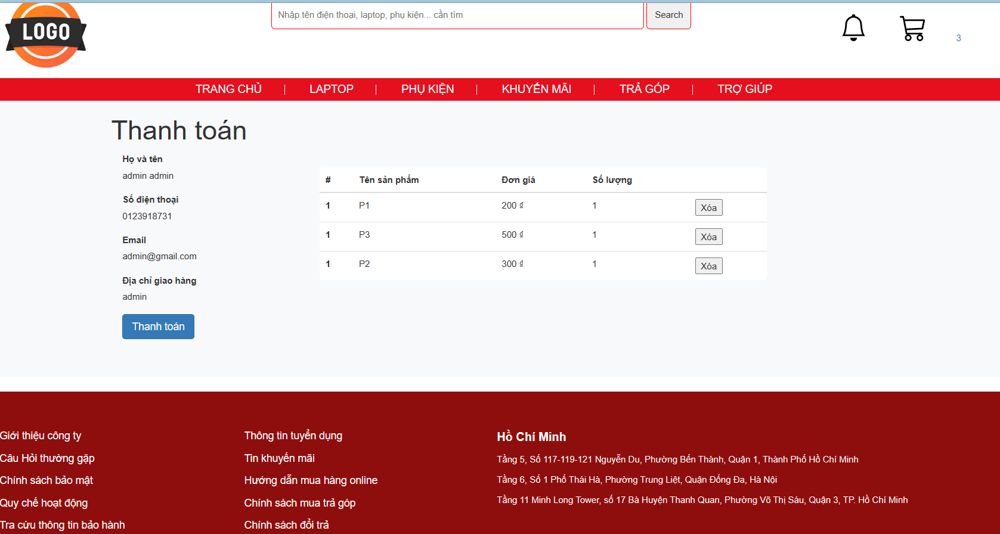 LOGO
Nhập tên điện thoại, laptop, phụ kiện... cần tìm
Search
3
TRANG CHỦ | LAPTOP | PHỤ KIỆN | KHUYẾN MÃI | TRẢ GÓP | TRỢ GIÚP
Thanh toán
Họ và tên
admin admin
Số điện thoại
0123918731
Email
admin@gmail.com
Địa chỉ giao hàng
admin
Thanh toán
# Tên sản phẩm Đơn giá Số lượng
1 P1 200 ₫ 1 Xóa
1 P3 500 ₫ 1 Xóa
1 P2 300 ₫ 1 Xóa
Giới thiệu công ty
Câu Hỏi thường gặp
Chính sách bảo mật
Quy chế hoạt động
Tra cứu thông tin bảo hành
Thông tin tuyển dụng
Tin khuyến mãi
Hướng dẫn mua hàng online
Chính sách mua trả góp
Chính sách đổi trả
Hồ Chí Minh
Tầng 5, Số 117-119-121 Nguyễn Du, Phường Bến Thành, Quận 1, Thành Phố Hồ Chí Minh
Tầng 6, Số 1 Phố Thái Hà, Phường Trung Liệt, Quận Đống Đa, Hà Nội
Tầng 11 Minh Long Tower, số 17 Bà Huyện Thanh Quan, Phường Võ Thị Sáu, Quận 3, TP. Hồ Chí Minh